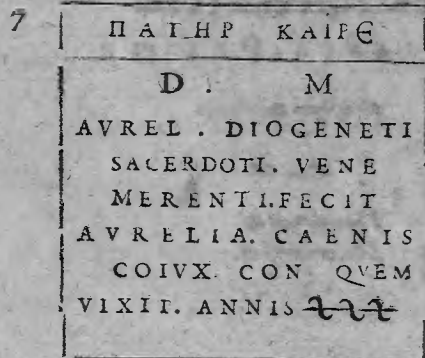 7
ΠΑΤΗΡ ΚΑΙΡЄ
D . M
AVREL . DIOGENETI
SACERDOTI. VENE
MERENTI.FECIT
AVRELIA. CAENIS
COIVX. CON QVEM
VIXIT. ANNIS